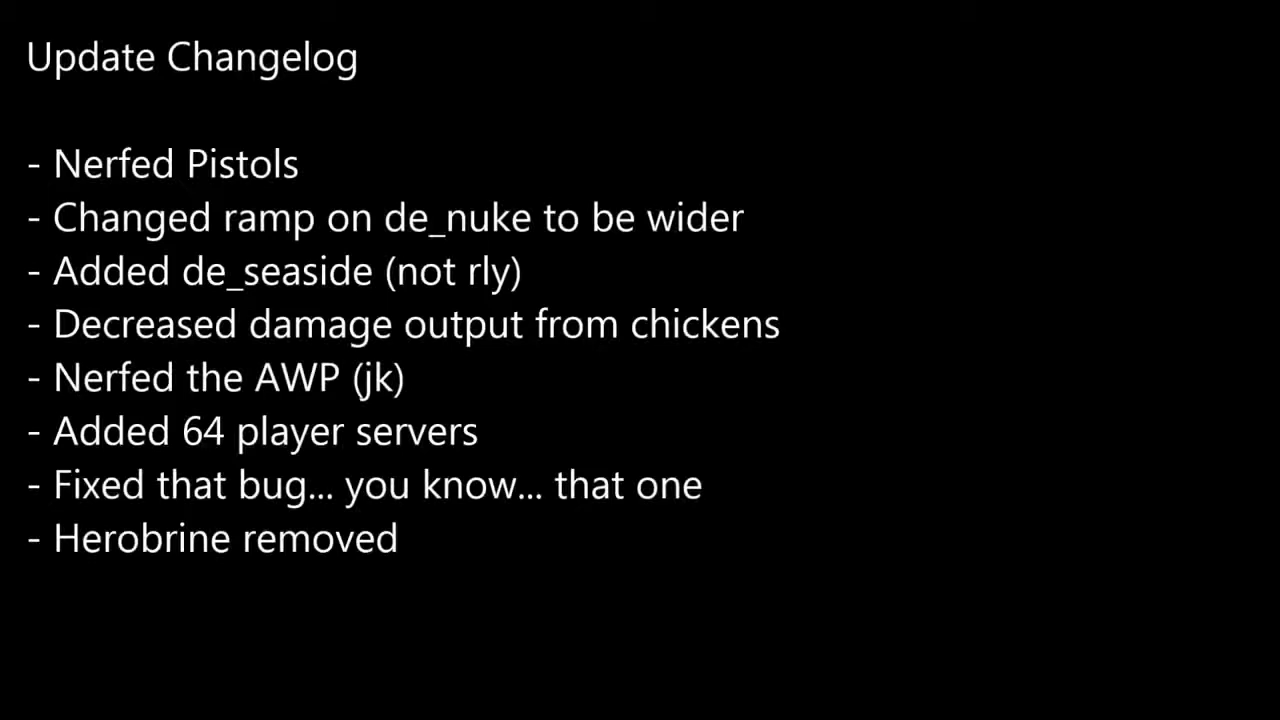 Update Changelog
- Nerfed Pistols
- Changed ramp on de_nuke to be wider
- Added de_seaside (not rly)
- Decreased damage output from chickens
- Nerfed the AWP (jk)
- Added 64 player servers
- Fixed that bug... you know... that one
- Herobrine removed